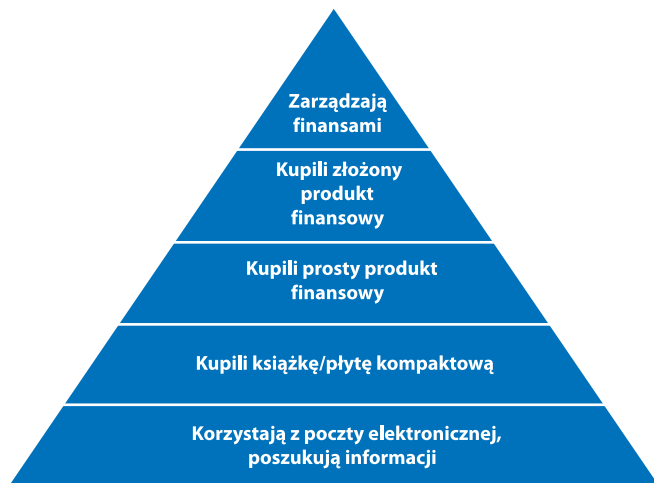 Zarządzają
finansami
Kupili złożony
produkt
finansowy
Kupili prosty produkt
finansowy
Kupili książkę/płytę kompaktową
Korzystają z poczty elektronicznej,
poszukują informacji